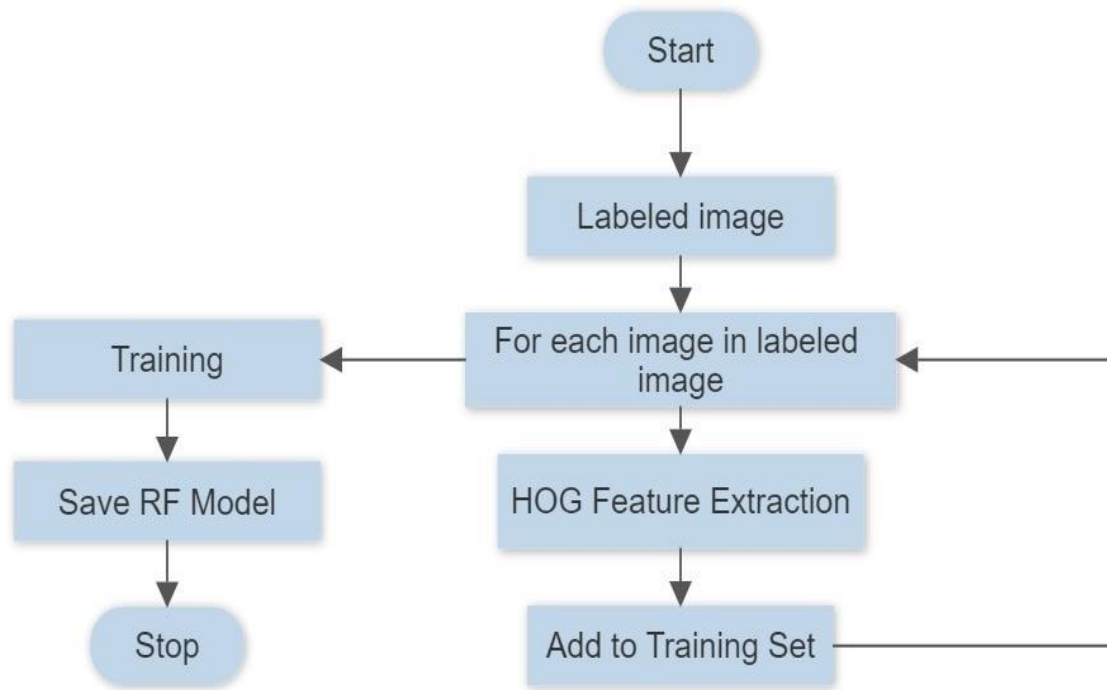 Start
Labeled image
For each image in labeled
image
Training
HOG Feature Extraction
Save RF Model
Add to Training Set
Stop